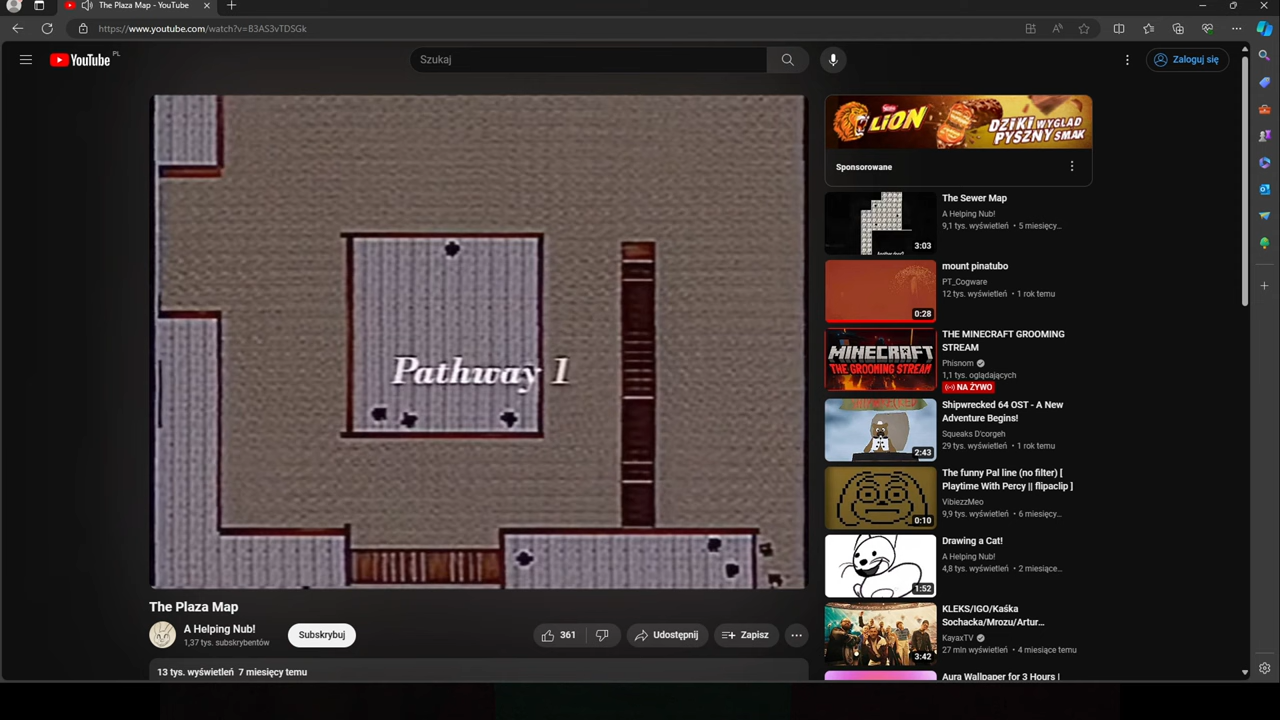 The Plaza Map - YouTube
https://www.youtube.com/watch?v=B3AS3vTDSGk
YouTube PL
Szukaj
Zaloguj się
Pathway 1
The Plaza Map
A Helping Nub!
1,37 tys. subskrybentów
Subskrybuj
361
Udostępnij
Zapisz
13 tys. wyświetleń 7 miesięcy temu
Nestlé
LION
DZIKI WYGLĄD
PYSZNY SMAK
Sponsorowane
3:03
The Sewer Map
A Helping Nub!
9,1 tys. wyświetleń • 5 miesięcy...
0:28
mount pinatubo
PT_Cogware
12 tys. wyświetleń • 1 rok temu
MINECRAFT
THE GROOMING STREAM
THE MINECRAFT GROOMING
STREAM
Phisnom
1,1 tys. oglądających
NA ŻYWO
2:43
Shipwrecked 64 OST - A New
Adventure Begins!
Squeaks D'corgeh
29 tys. wyświetleń • 1 rok temu
0:10
The funny Pal line (no filter) [
Playtime With Percy || flipaclip ]
VibiezzMeo
9,9 tys. wyświetleń • 6 miesięcy...
1:52
Drawing a Cat!
A Helping Nub!
4,8 tys. wyświetleń • 2 miesiące...
3:42
KLEKS/IGO/Kaśka
Sochacka/Mrozu/Artur...
KayaxTV
27 mln wyświetleń • 4 miesiące temu
Aura Wallpaper for 3 Hours |